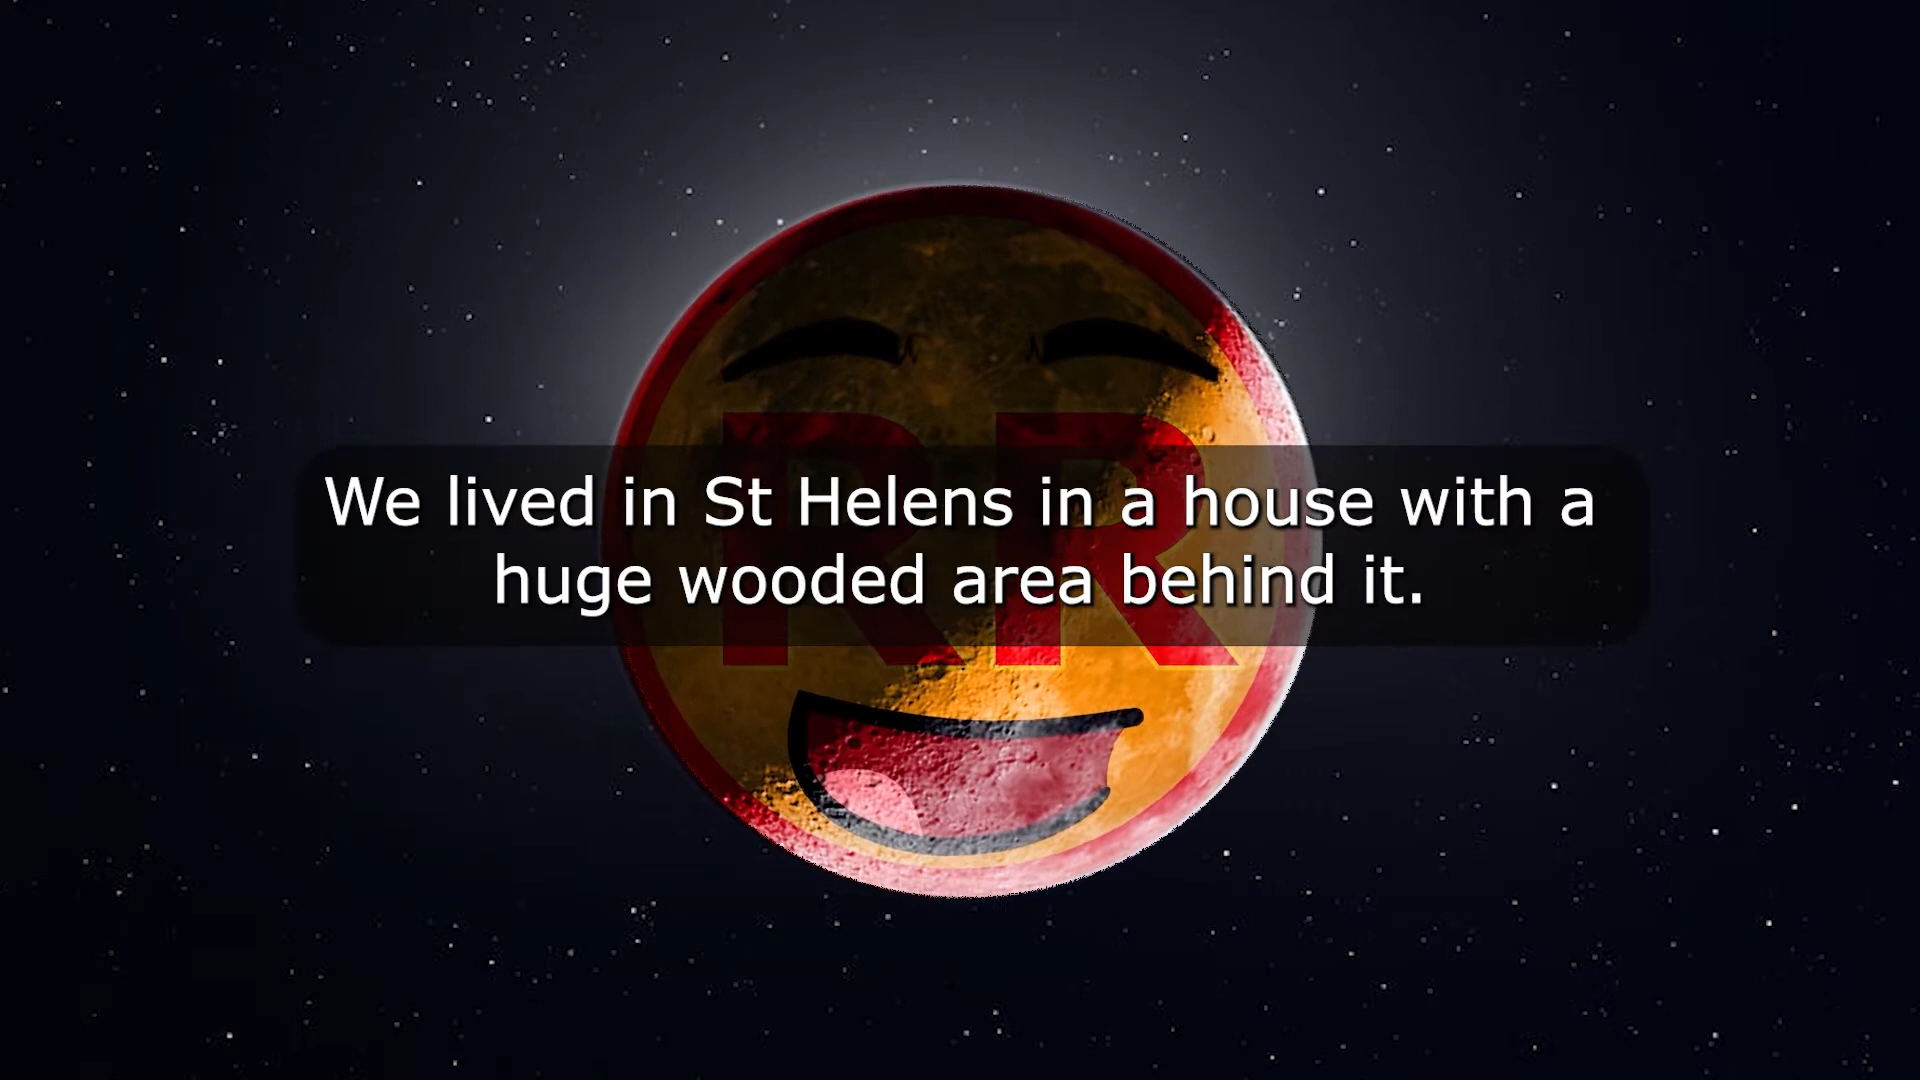 RR
We lived in St Helens in a house with a
huge wooded area behind it.